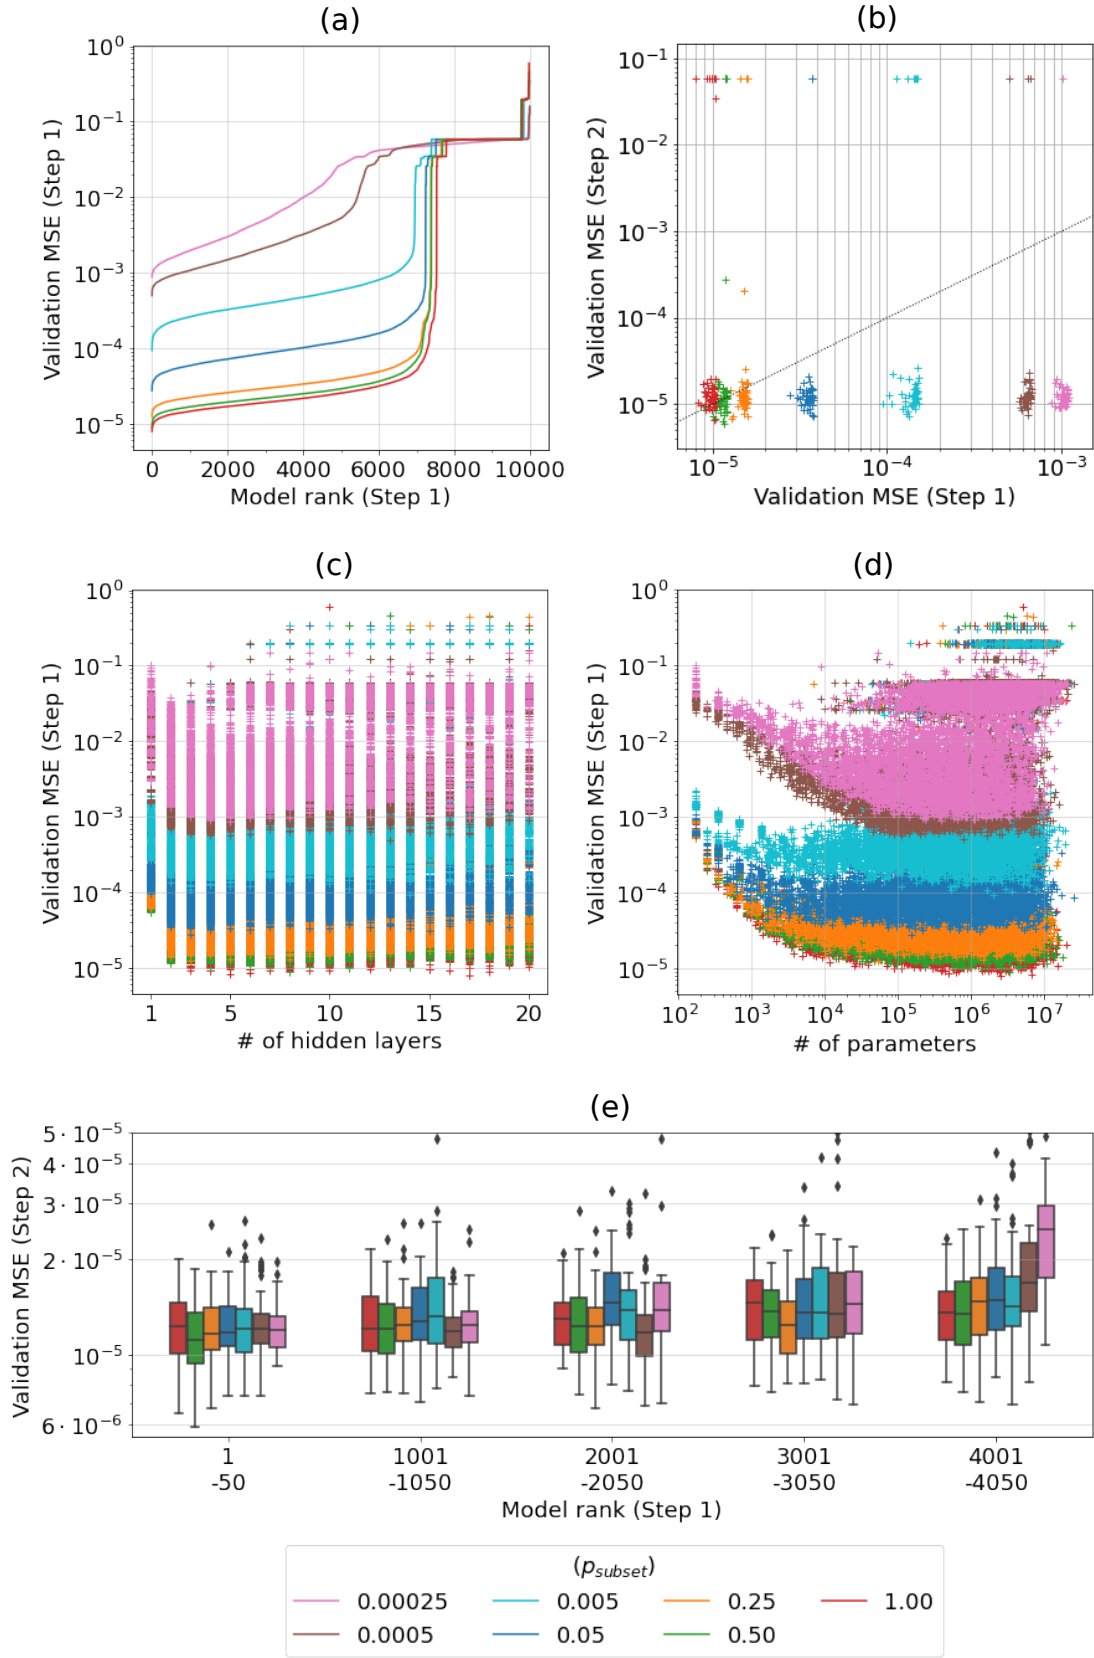 (a)
10^0
10^-1
10^-2
10^-3
10^-4
10^-5
Validation MSE (Step 1)
0 2000 4000 6000 8000 10000
Model rank (Step 1)
(b)
10^-1
10^-2
10^-3
10^-4
10^-5
Validation MSE (Step 2)
10^-5 10^-4 10^-3
Validation MSE (Step 1)
(c)
10^0
10^-1
10^-2
10^-3
10^-4
10^-5
Validation MSE (Step 1)
1 5 10 15 20
# of hidden layers
(d)
10^0
10^-1
10^-2
10^-3
10^-4
10^-5
Validation MSE (Step 1)
10^2 10^3 10^4 10^5 10^6 10^7
# of parameters
(e)
5 · 10^-5
4 · 10^-5
3 · 10^-5
2 · 10^-5
10^-5
6 · 10^-6
Validation MSE (Step 2)
1 1001 2001 3001 4001
-50 -1050 -2050 -3050 -4050
Model rank (Step 1)
(p_subset)
0.00025 0.005 0.25 1.00
0.0005 0.05 0.50